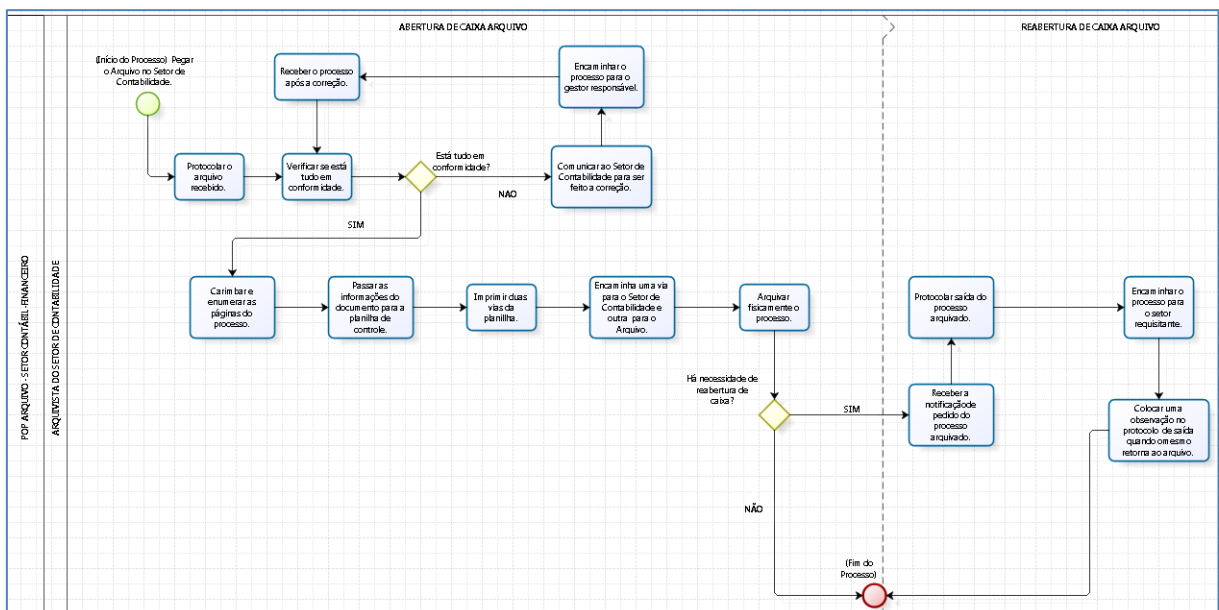 ABERTURA DE CAIXA ARQUIVO
REABERTURA DE CAIXA ARQUIVO
POP ARQUIVO - SETOR CONTÁBIL-FINANCEIRO
ARQUIVISTA DO SETOR DE CONTABILIDADE
(Início do Processo) Pegar
o Arquivo no Setor de
Contabilidade.
Receber o processo
após a correção.
Encaminhar o
processo para o
gestor responsável.
Protocolar o
arquivo
recebido.
Verificar se está
tudo em
conformidade.
Está tudo em
conformidade?
NAO
Comunicar ao Setor de
Contabilidade para ser
feito a correção.
SIM
Carimbar e
enumerar as
páginas do
processo.
Passar as
informações do
documento para a
planilha de
controle.
Imprimir duas
vias da
planillha.
Encaminha uma via
para o Setor de
Contabilidade e
outra para o
Arquivo.
Arquivar
fisicamente o
processo.
Há necessidade de
reabertura de
caixa?
SIM
NÃO
Protocolar saída do
processo
arquivado.
Encaminhar o
processo para
o setor
requisitante.
Receber a
notificação de
pedido do
processo
arquivado.
Colocar uma
observação no
protocolo de saída
quando o mesmo
retorna ao arquivo.
(Fim do
Processo)